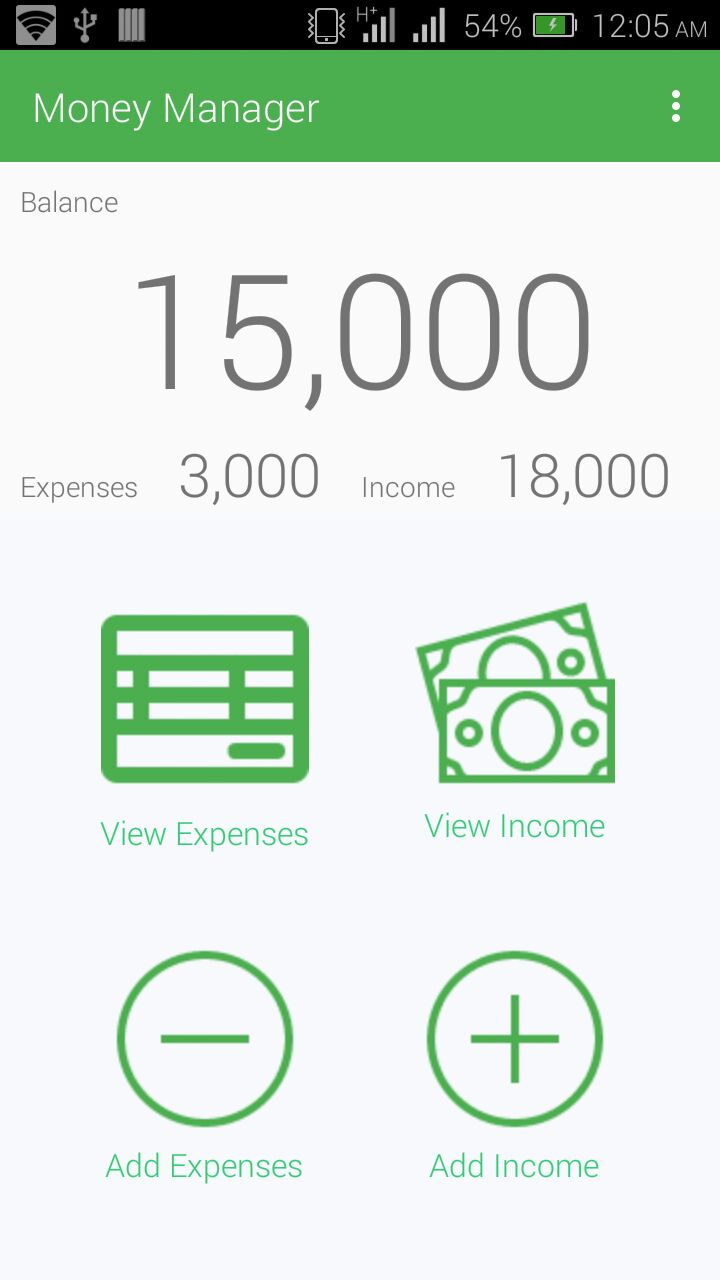 H+ 54% 12:05 AM
Money Manager
Balance
15,000
Expenses 3,000 Income 18,000
View Expenses View Income
Add Expenses Add Income